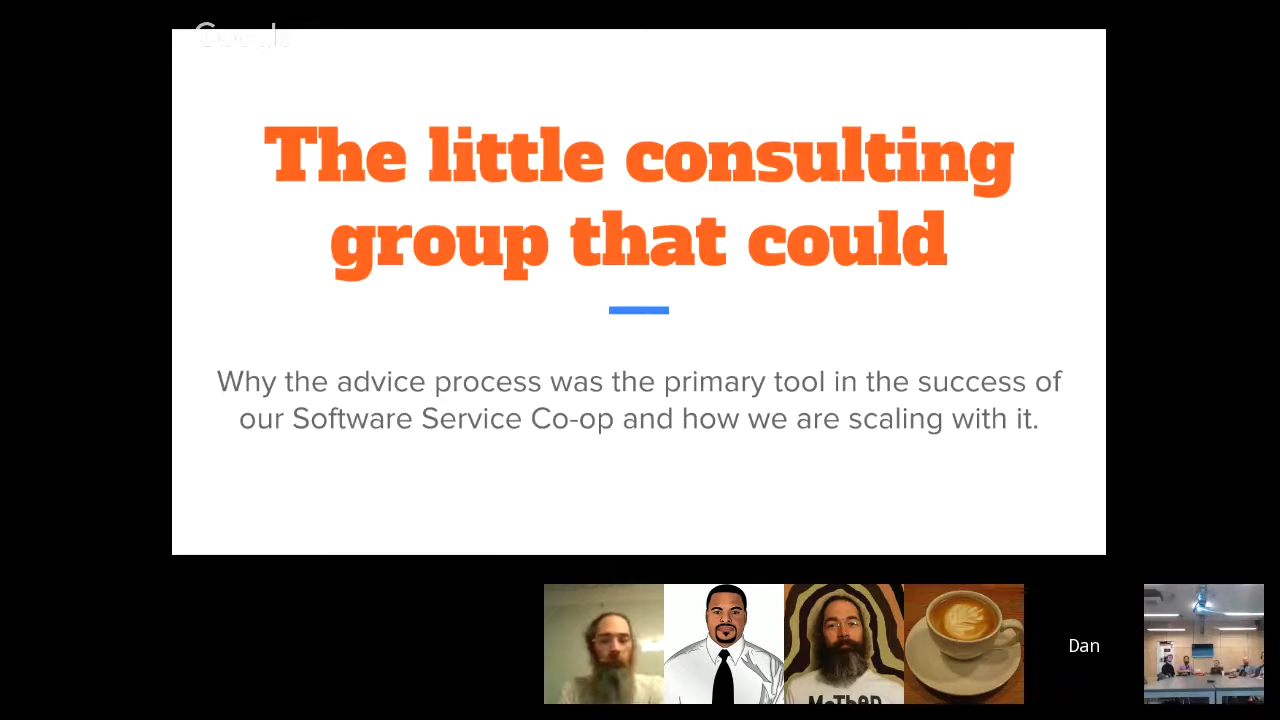 Google
The little consulting
group that could
Why the advice process was the primary tool in the success of
our Software Service Co-op and how we are scaling with it.
Dan